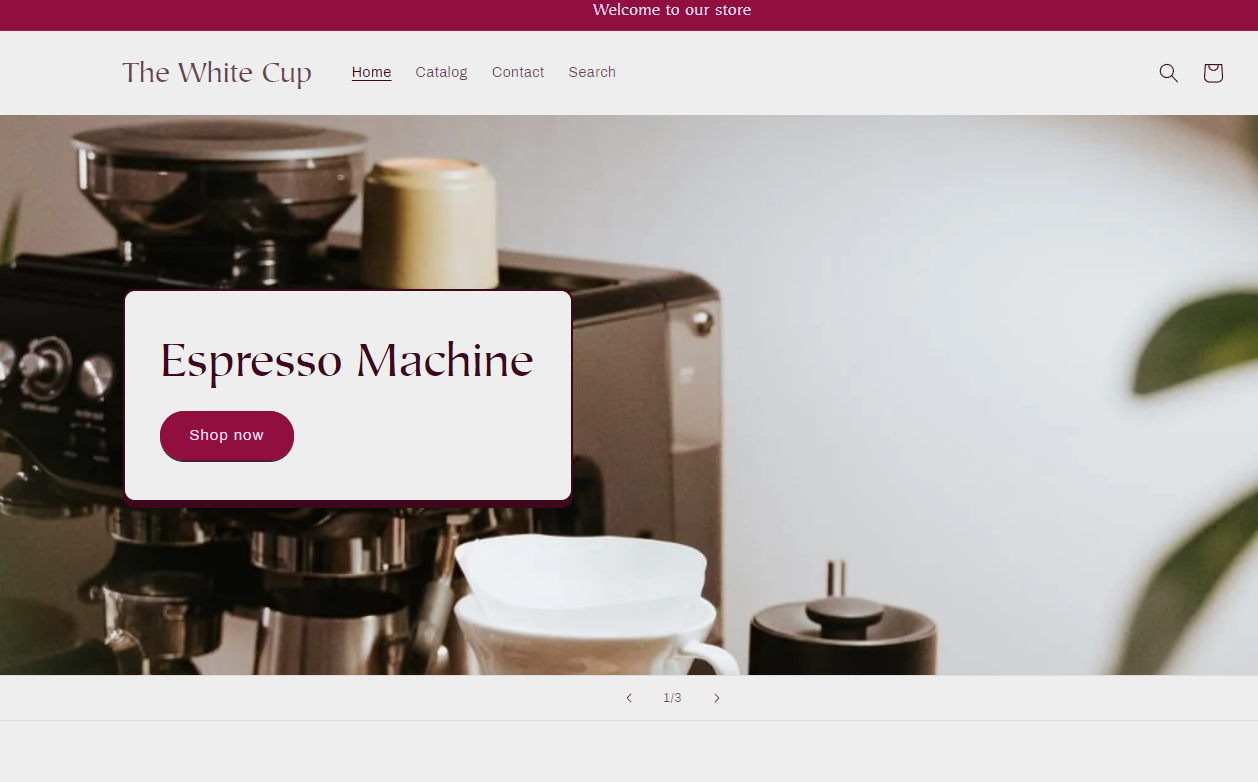 Welcome to our store
The White Cup
Home Catalog Contact Search
Espresso Machine
Shop now
1/3